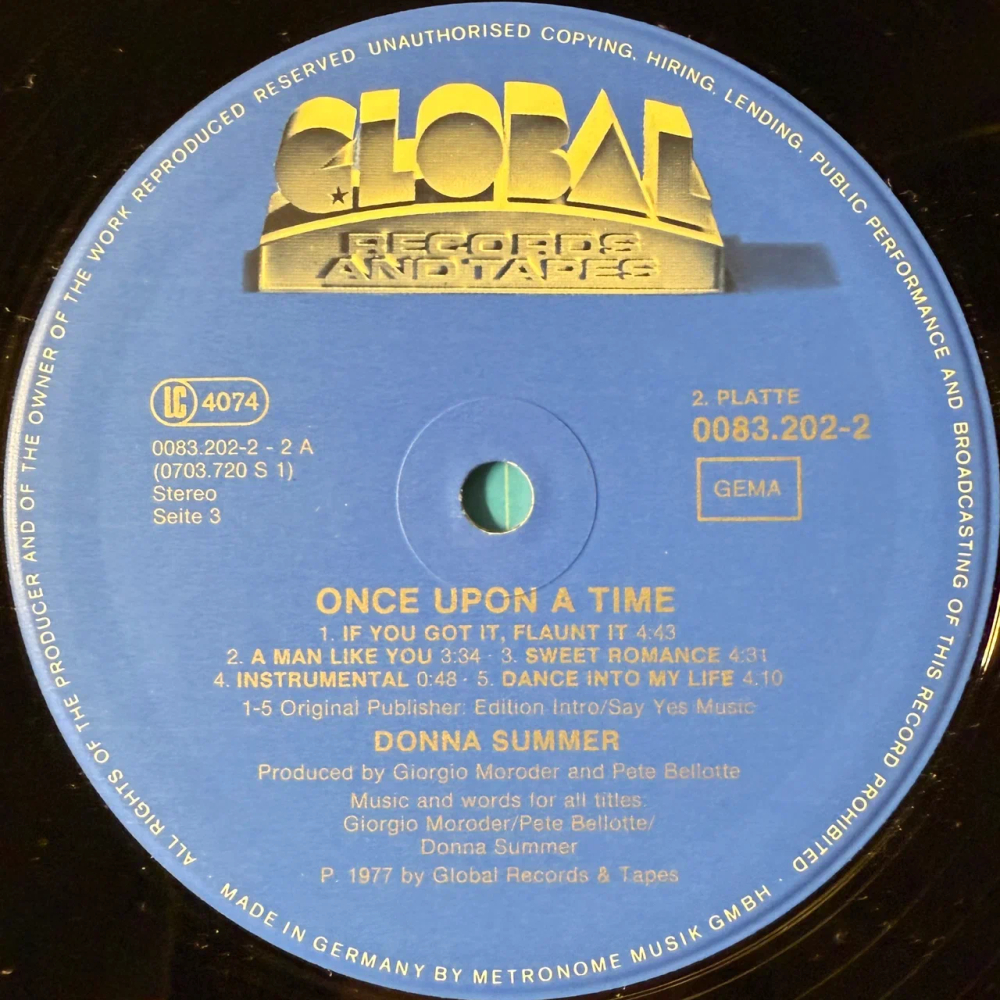 ALL RIGHTS OF THE PRODUCER AND OF THE OWNER OF THE WORK REPRODUCED RESERVED. UNAUTHORISED COPYING, HIRING, LENDING, PUBLIC PERFORMANCE AND BROADCASTING OF THIS RECORD PROHIBITED · MADE IN GERMANY BY METRONOME MUSIK GMBH ·
GLOBAL
RECORDS
AND TAPES
LC 4074
0083.202-2 - 2 A
(0703.720 S 1)
Stereo
Seite 3
2. PLATTE
0083.202-2
GEMA
ONCE UPON A TIME
1. IF YOU GOT IT, FLAUNT IT 4:43
2. A MAN LIKE YOU 3:34 · 3. SWEET ROMANCE 4:31
4. INSTRUMENTAL 0:48 · 5. DANCE INTO MY LIFE 4.10
1-5 Original Publisher: Edition Intro/Say Yes Music
DONNA SUMMER
Produced by Giorgio Moroder and Pete Bellotte
Music and words for all titles:
Giorgio Moroder/Pete Bellotte/
Donna Summer
P. 1977 by Global Records & Tapes